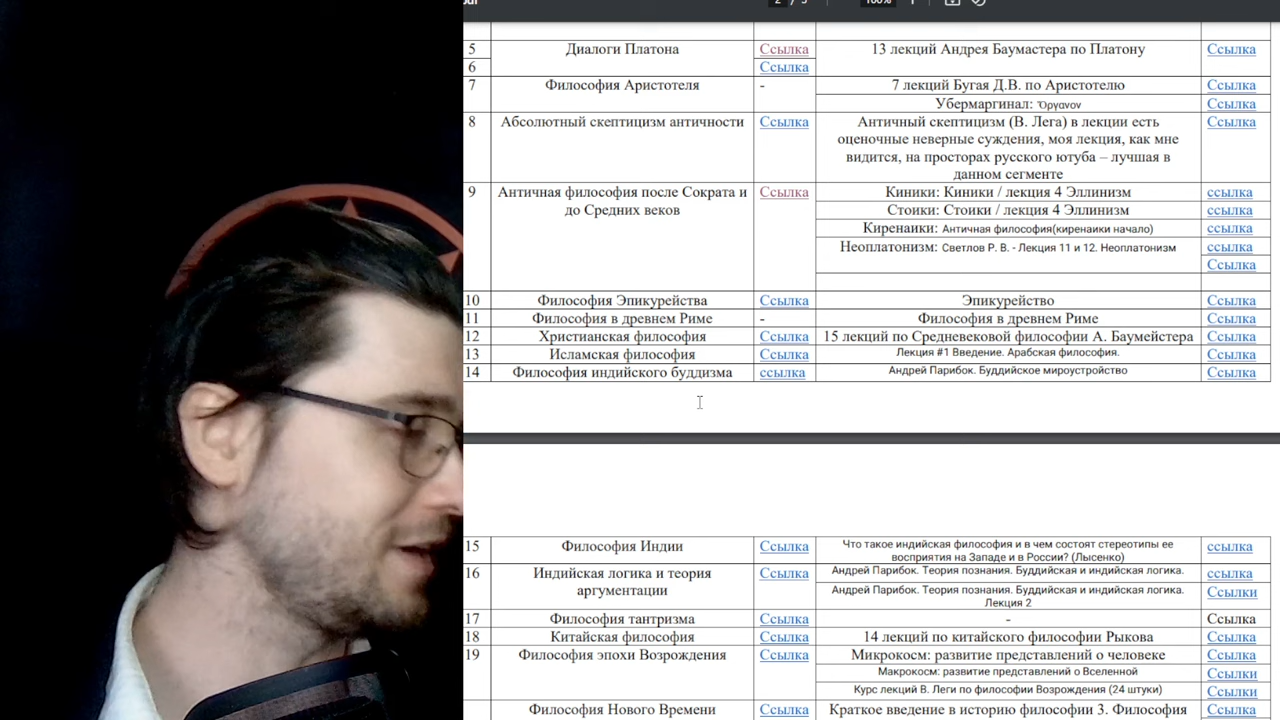 2 / 5 100%
5 Диалоги Платона Ссылка 13 лекций Андрея Баумастера по Платону Ссылка
6 Ссылка
7 Философия Аристотеля - 7 лекций Бугая Д.В. по Аристотелю Ссылка
Убермаргинал: Ὄργανον Ссылка
8 Абсолютный скептицизм античности Ссылка Античный скептицизм (В. Лега) в лекции есть Ссылка
оценочные неверные суждения, моя лекция, как мне
видится, на просторах русского ютуба – лучшая в
данном сегменте
9 Античная философия после Сократа и Ссылка Киники: Киники / лекция 4 Эллинизм ссылка
до Средних веков Стоики: Стоики / лекция 4 Эллинизм ссылка
Киренаики: Античная философия(киренаики начало) ссылка
Неоплатонизм: Светлов Р. В. - Лекция 11 и 12. Неоплатонизм ссылка
Ссылка
10 Философия Эпикурейства Ссылка Эпикурейство Ссылка
11 Философия в древнем Риме - Философия в древнем Риме Ссылка
12 Христианская философия Ссылка 15 лекций по Средневековой философии А. Баумейстера Ссылка
13 Исламская философия Ссылка Лекция #1 Введение. Арабская философия. Ссылка
14 Философия индийского буддизма ссылка Андрей Парибок. Буддийское мироустройство Ссылка
15 Философия Индии Ссылка Что такое индийская философия и в чем состоят стереотипы ее ссылка
восприятия на Западе и в России? (Лысенко)
16 Индийская логика и теория Ссылка Андрей Парибок. Теория познания. Буддийская и индийская логика. ссылка
аргументации Андрей Парибок. Теория познания. Буддийская и индийская логика. Ссылки
Лекция 2
17 Философия тантризма Ссылка - Ссылка
18 Китайская философия Ссылка 14 лекций по китайского философии Рыкова Ссылка
19 Философия эпохи Возрождения Ссылка Микрокосм: развитие представлений о человеке Ссылка
Макрокосм: развитие представлений о Вселенной Ссылки
Курс лекций В. Леги по философии Возрождения (24 штуки) Ссылки
Философия Нового Времени Ссылка Краткое введение в историю философии 3. Философия Ссылка